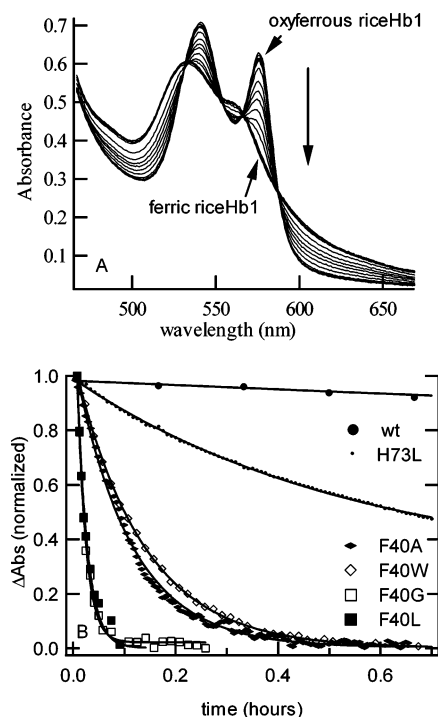 0.7
oxyferrous riceHb1
0.6
0.5
0.4
Absorbance
0.3
ferric riceHb1
0.2
0.1
A
500
550
600
650
wavelength (nm)
1.0
0.8
wt
H73L
0.6
ΔAbs (normalized)
0.4
F40A
F40W
0.2
F40G
F40L
0.0
B
0.0
0.2
0.4
0.6
time (hours)